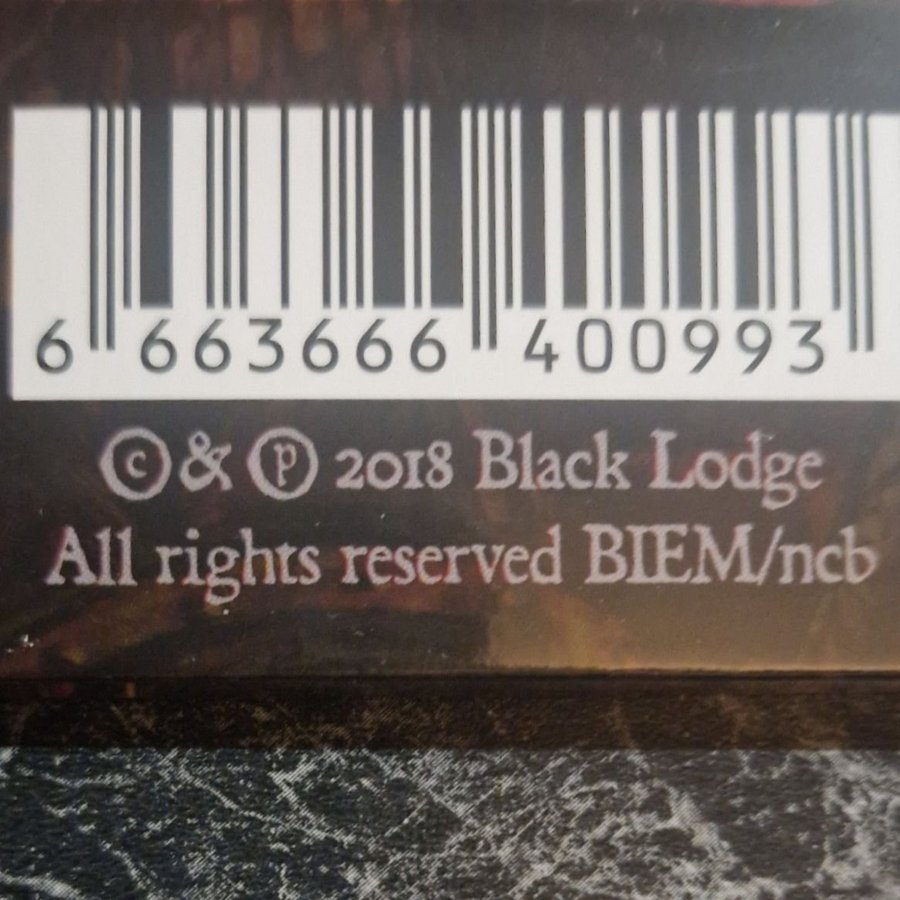 6 663666 400993
© & ℗ 2018 Black Lodge
All rights reserved BIEM/ncb